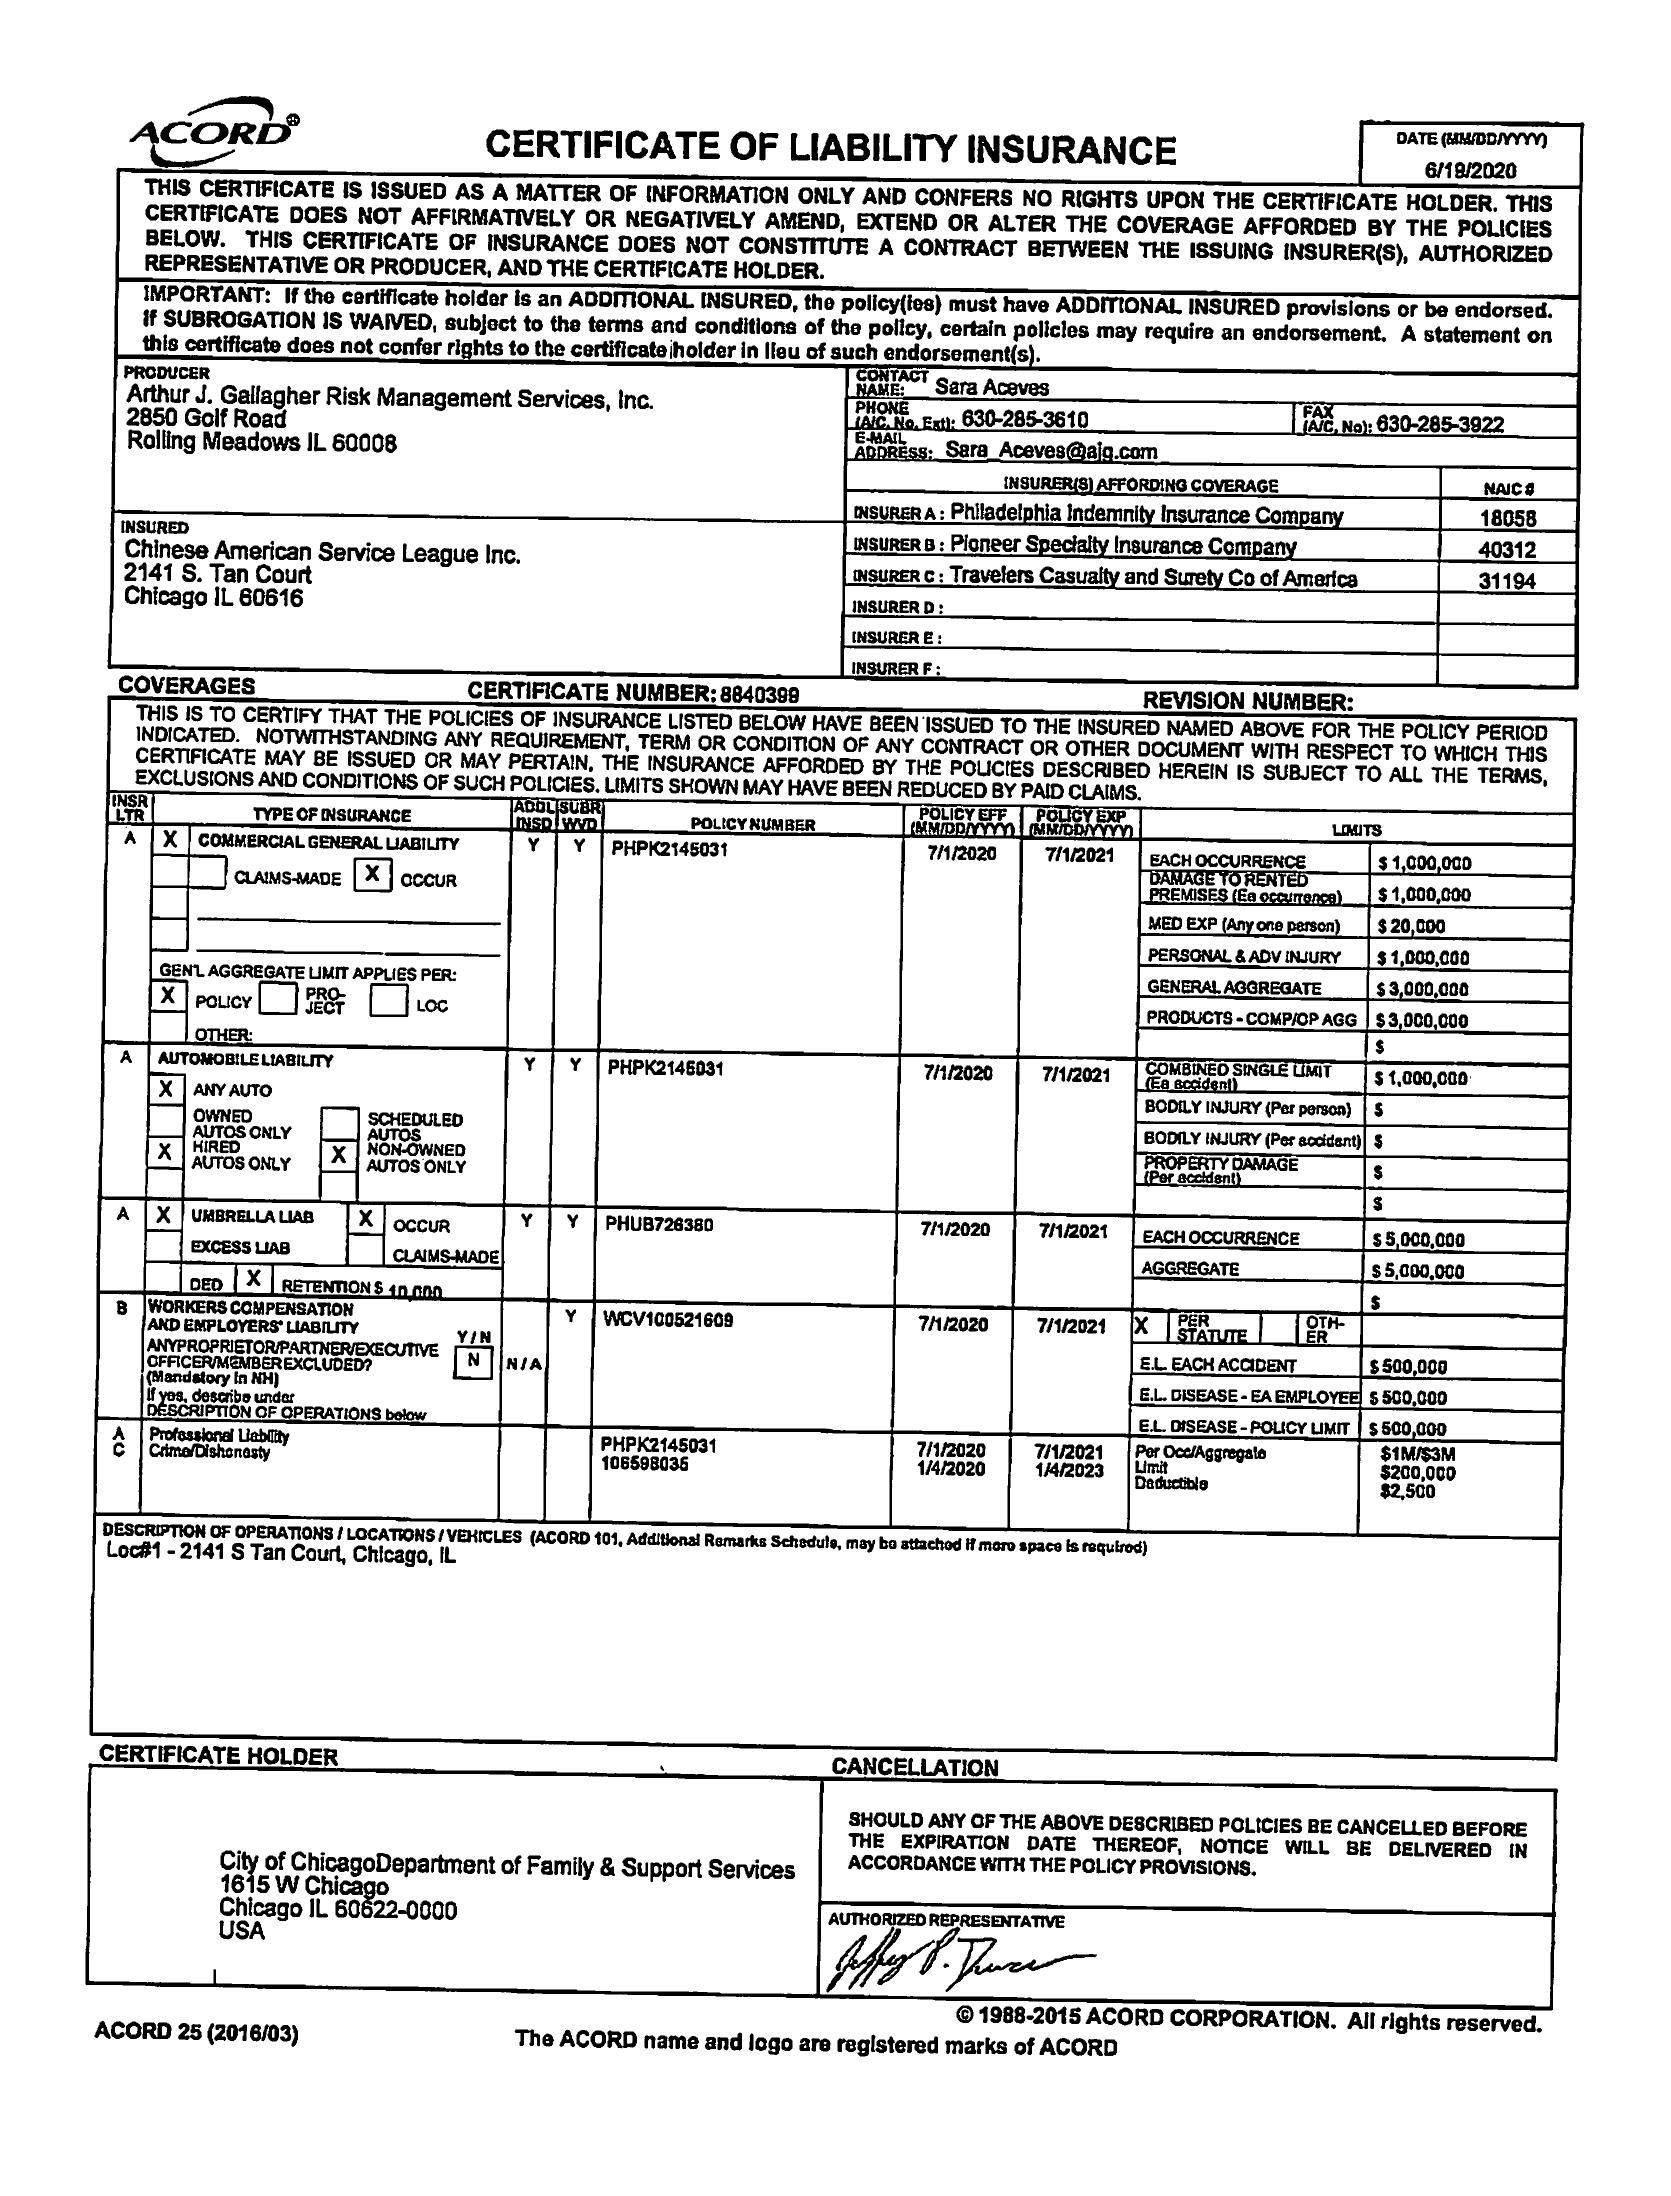 ACORD®
CERTIFICATE OF LIABILITY INSURANCE
DATE (MM/DD/YYYY)
6/19/2020
THIS CERTIFICATE IS ISSUED AS A MATTER OF INFORMATION ONLY AND CONFERS NO RIGHTS UPON THE CERTIFICATE HOLDER. THIS
CERTIFICATE DOES NOT AFFIRMATIVELY OR NEGATIVELY AMEND, EXTEND OR ALTER THE COVERAGE AFFORDED BY THE POLICIES
BELOW. THIS CERTIFICATE OF INSURANCE DOES NOT CONSTITUTE A CONTRACT BETWEEN THE ISSUING INSURER(S), AUTHORIZED
REPRESENTATIVE OR PRODUCER, AND THE CERTIFICATE HOLDER.
IMPORTANT: If the certificate holder is an ADDITIONAL INSURED, the policy(ies) must have ADDITIONAL INSURED provisions or be endorsed.
If SUBROGATION IS WAIVED, subject to the terms and conditions of the policy, certain policies may require an endorsement. A statement on
this certificate does not confer rights to the certificate holder in lieu of such endorsement(s).
PRODUCER
Arthur J. Gallagher Risk Management Services, Inc.
2850 Golf Road
Rolling Meadows IL 60008
CONTACT
NAME: Sara Aceves
PHONE
(A/C, No, Ext): 630-285-3610
FAX
(A/C, No): 630-285-3922
E-MAIL
ADDRESS: Sara_Aceves@ajg.com
INSURER(S) AFFORDING COVERAGE NAIC #
INSURER A : Philadelphia Indemnity Insurance Company 18058
INSURED
Chinese American Service League Inc.
2141 S. Tan Court
Chicago IL 60616
INSURER B : Pioneer Specialty Insurance Company 40312
INSURER C : Travelers Casualty and Surety Co of America 31194
INSURER D :
INSURER E :
INSURER F :
COVERAGES CERTIFICATE NUMBER: 8840399 REVISION NUMBER:
THIS IS TO CERTIFY THAT THE POLICIES OF INSURANCE LISTED BELOW HAVE BEEN ISSUED TO THE INSURED NAMED ABOVE FOR THE POLICY PERIOD
INDICATED. NOTWITHSTANDING ANY REQUIREMENT, TERM OR CONDITION OF ANY CONTRACT OR OTHER DOCUMENT WITH RESPECT TO WHICH THIS
CERTIFICATE MAY BE ISSUED OR MAY PERTAIN, THE INSURANCE AFFORDED BY THE POLICIES DESCRIBED HEREIN IS SUBJECT TO ALL THE TERMS,
EXCLUSIONS AND CONDITIONS OF SUCH POLICIES. LIMITS SHOWN MAY HAVE BEEN REDUCED BY PAID CLAIMS.
INSR LTR TYPE OF INSURANCE ADDL INSD SUBR WVD POLICY NUMBER POLICY EFF (MM/DD/YYYY) POLICY EXP (MM/DD/YYYY) LIMITS
A X COMMERCIAL GENERAL LIABILITY Y Y PHPK2145031 7/1/2020 7/1/2021 EACH OCCURRENCE $ 1,000,000
CLAIMS-MADE X OCCUR
DAMAGE TO RENTED
PREMISES (Ea occurrence) $ 1,000,000
MED EXP (Any one person) $ 20,000
PERSONAL & ADV INJURY $ 1,000,000
GEN'L AGGREGATE LIMIT APPLIES PER: GENERAL AGGREGATE $ 3,000,000
X POLICY PRO-JECT LOC PRODUCTS - COMP/OP AGG $ 3,000,000
OTHER: $
A AUTOMOBILE LIABILITY Y Y PHPK2145031 7/1/2020 7/1/2021 COMBINED SINGLE LIMIT
(Ea accident) $ 1,000,000
X ANY AUTO BODILY INJURY (Per person) $
OWNED AUTOS ONLY SCHEDULED AUTOS BODILY INJURY (Per accident) $
X HIRED AUTOS ONLY X NON-OWNED AUTOS ONLY PROPERTY DAMAGE (Per accident) $
$
A X UMBRELLA LIAB X OCCUR Y Y PHUB726380 7/1/2020 7/1/2021 EACH OCCURRENCE $ 5,000,000
EXCESS LIAB CLAIMS-MADE AGGREGATE $ 5,000,000
DED X RETENTION $ 10,000 $
B WORKERS COMPENSATION
AND EMPLOYERS' LIABILITY Y WCV100521609 7/1/2020 7/1/2021 X PER STATUTE OTH-ER
Y / N
ANYPROPRIETOR/PARTNER/EXECUTIVE
OFFICER/MEMBER EXCLUDED? N N / A E.L. EACH ACCIDENT $ 500,000
(Mandatory in NH) E.L. DISEASE - EA EMPLOYEE $ 500,000
If yes, describe under
DESCRIPTION OF OPERATIONS below E.L. DISEASE - POLICY LIMIT $ 500,000
A Professional Liability PHPK2145031 7/1/2020 7/1/2021 Per Occ/Aggregate $1M/$3M
C Crime/Dishonesty 106598035 1/4/2020 1/4/2023 Limit $200,000
Deductible $2,500
DESCRIPTION OF OPERATIONS / LOCATIONS / VEHICLES (ACORD 101, Additional Remarks Schedule, may be attached if more space is required)
Loc#1 - 2141 S Tan Court, Chicago, IL
CERTIFICATE HOLDER
City of ChicagoDepartment of Family & Support Services
1615 W Chicago
Chicago IL 60622-0000
USA
CANCELLATION
SHOULD ANY OF THE ABOVE DESCRIBED POLICIES BE CANCELLED BEFORE
THE EXPIRATION DATE THEREOF, NOTICE WILL BE DELIVERED IN
ACCORDANCE WITH THE POLICY PROVISIONS.
AUTHORIZED REPRESENTATIVE
© 1988-2015 ACORD CORPORATION. All rights reserved.
ACORD 25 (2016/03)
The ACORD name and logo are registered marks of ACORD